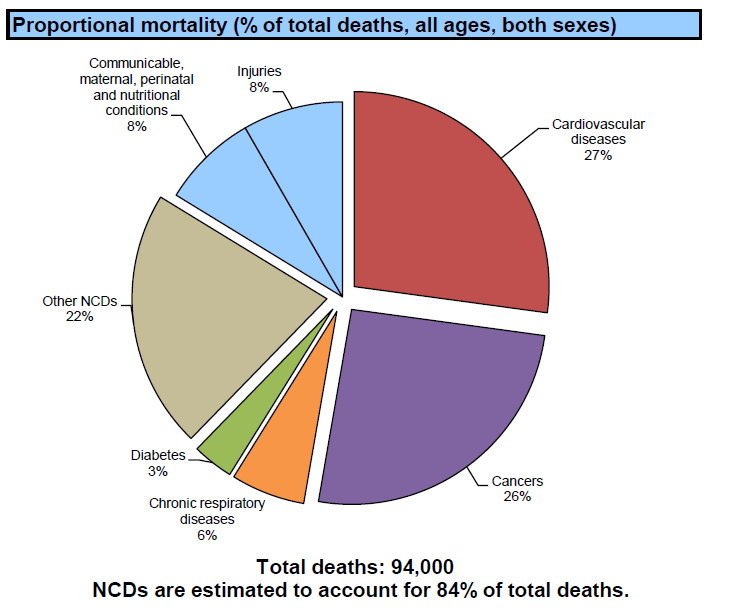 Proportional mortality (% of total deaths, all ages, both sexes)
Communicable,
maternal, perinatal
and nutritional
conditions
8%
Injuries
8%
Cardiovascular
diseases
27%
Other NCDs
22%
Diabetes
3%
Chronic respiratory
diseases
6%
Cancers
26%
Total deaths: 94,000
NCDs are estimated to account for 84% of total deaths.